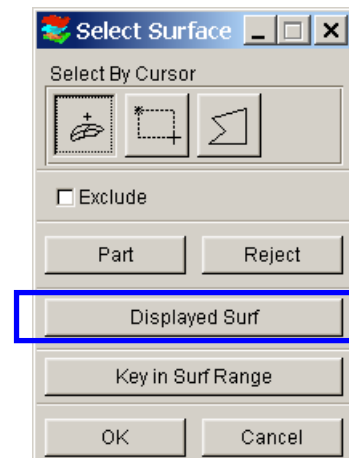 Select Surface
Select By Cursor
Exclude
Part Reject
Displayed Surf
Key in Surf Range
OK Cancel